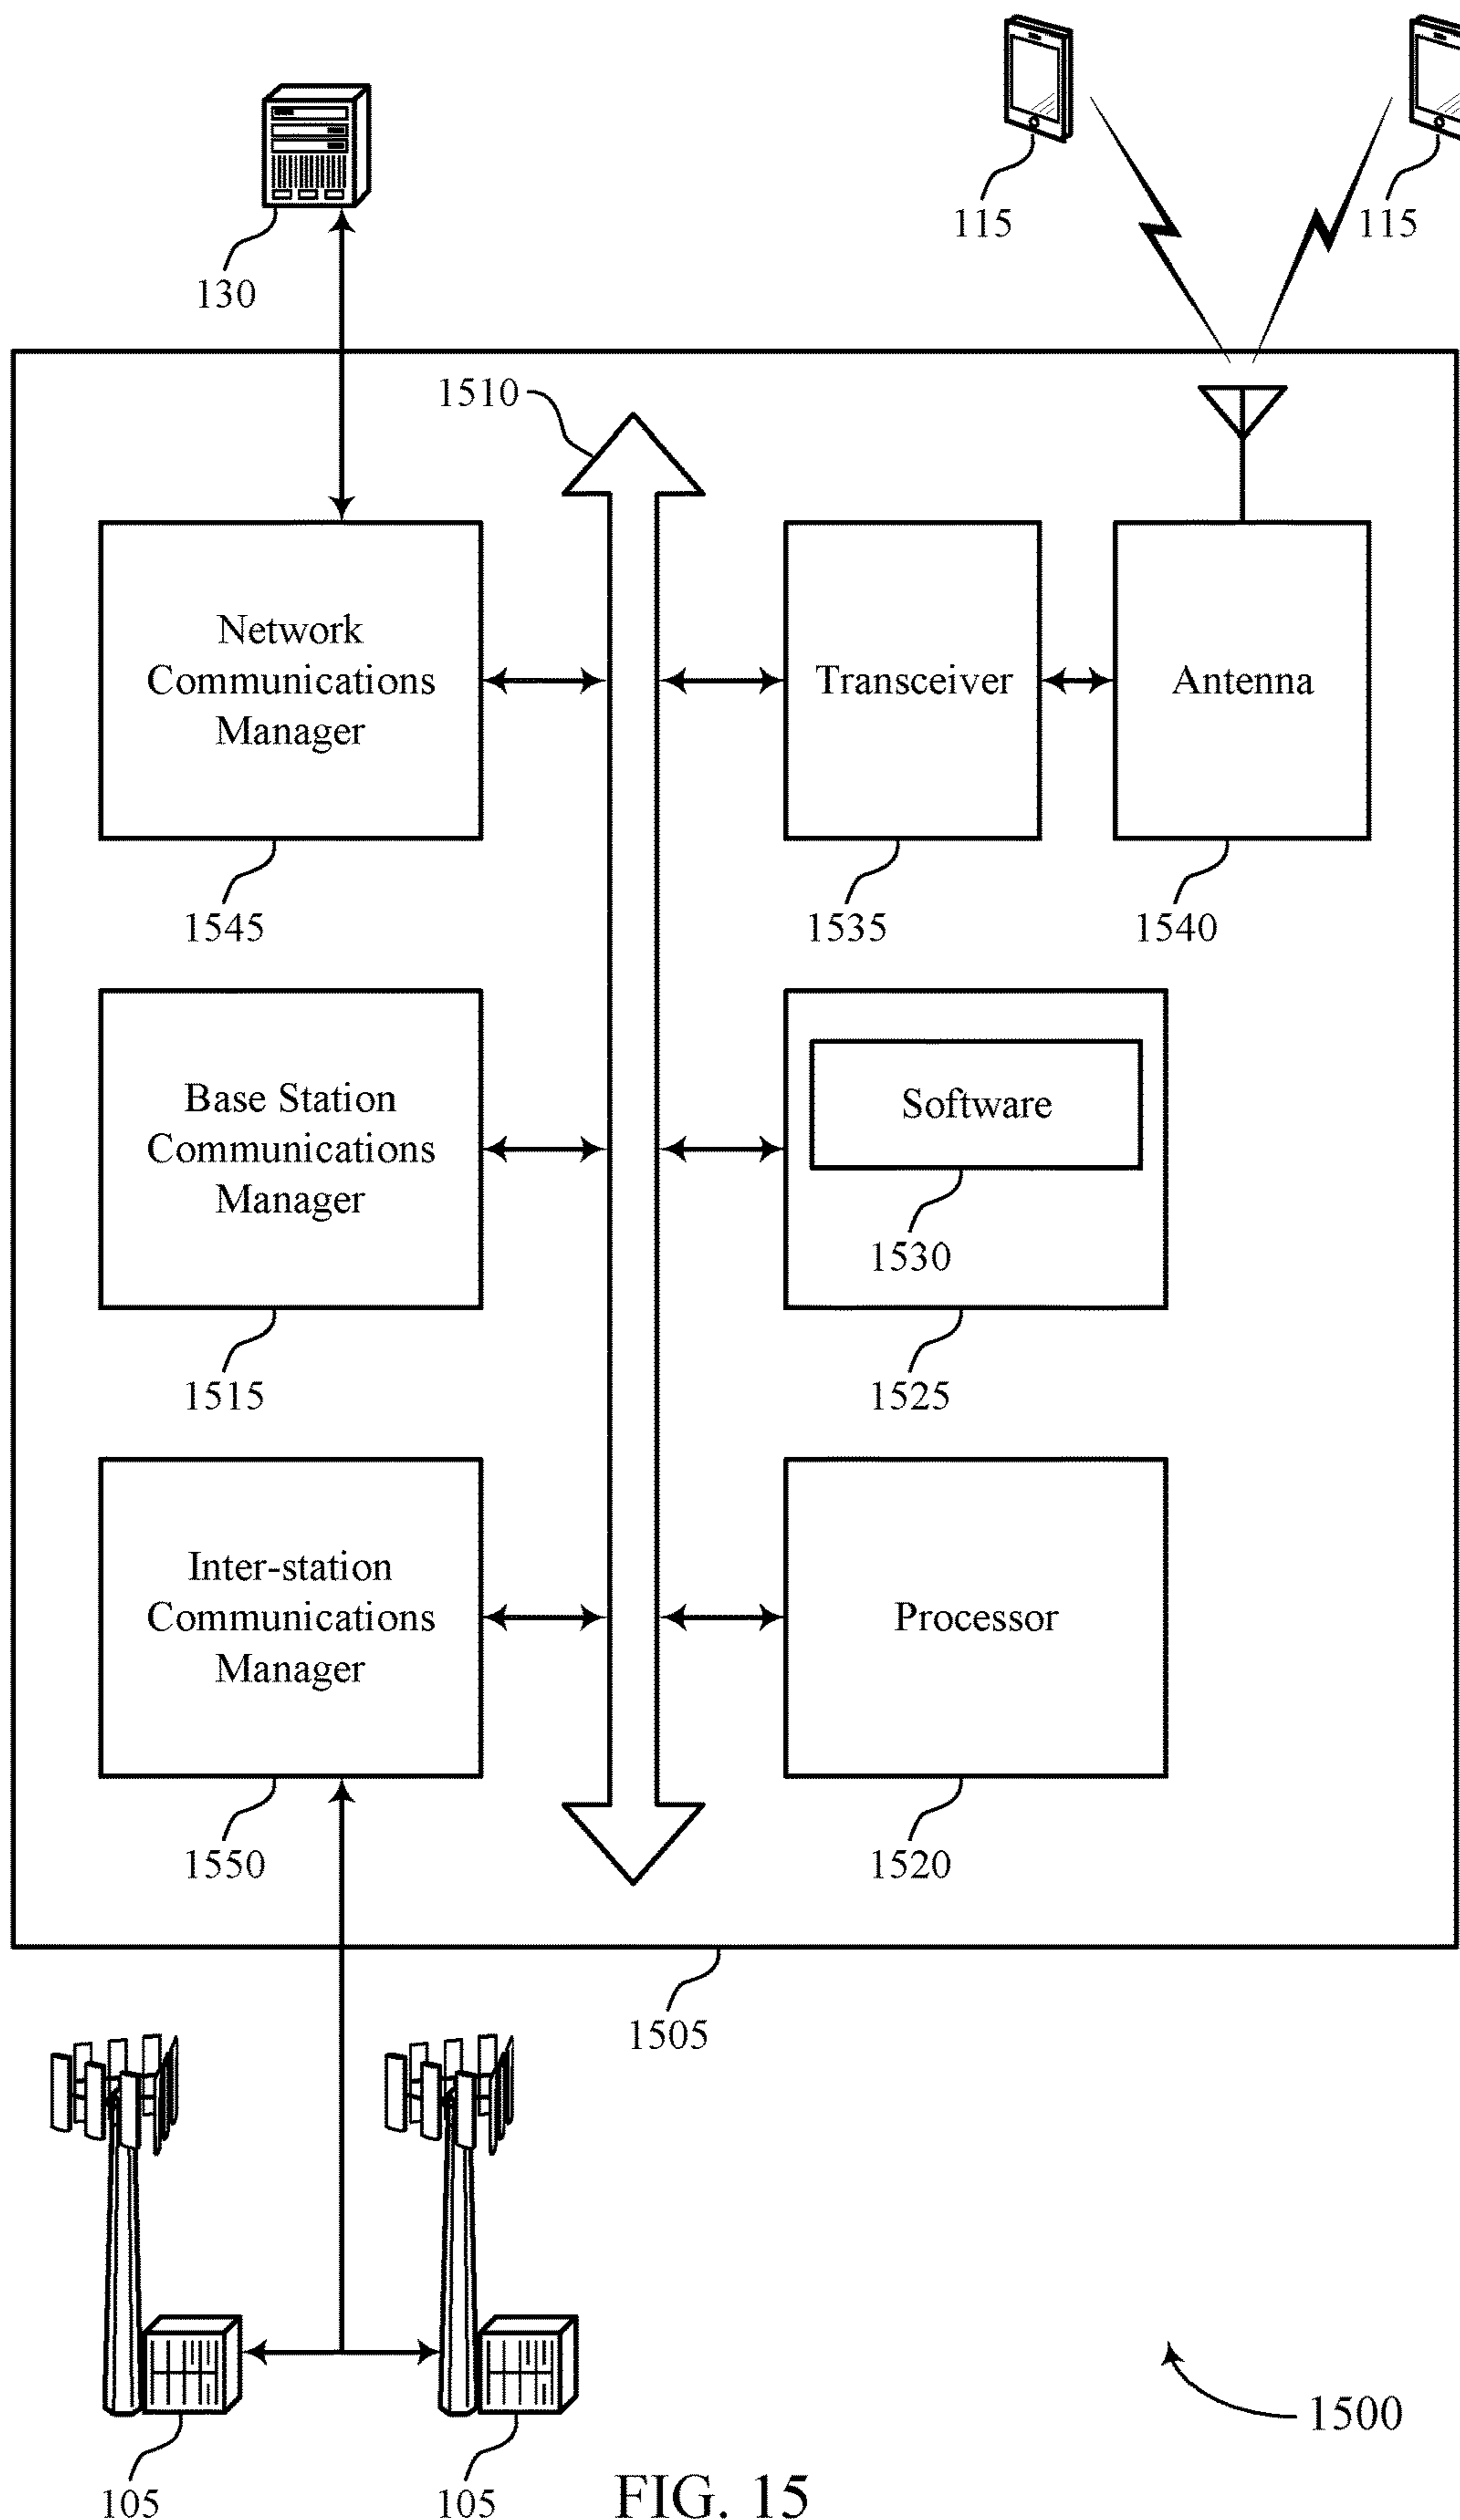 115
115
130
1510
Network
Communications
Manager
Transceiver
Antenna
1545
1535
1540
Base Station
Communications
Manager
Software
1530
1515
1525
Inter-station
Communications
Manager
Processor
1550
1520
1505
1500
105
105
FIG. 15